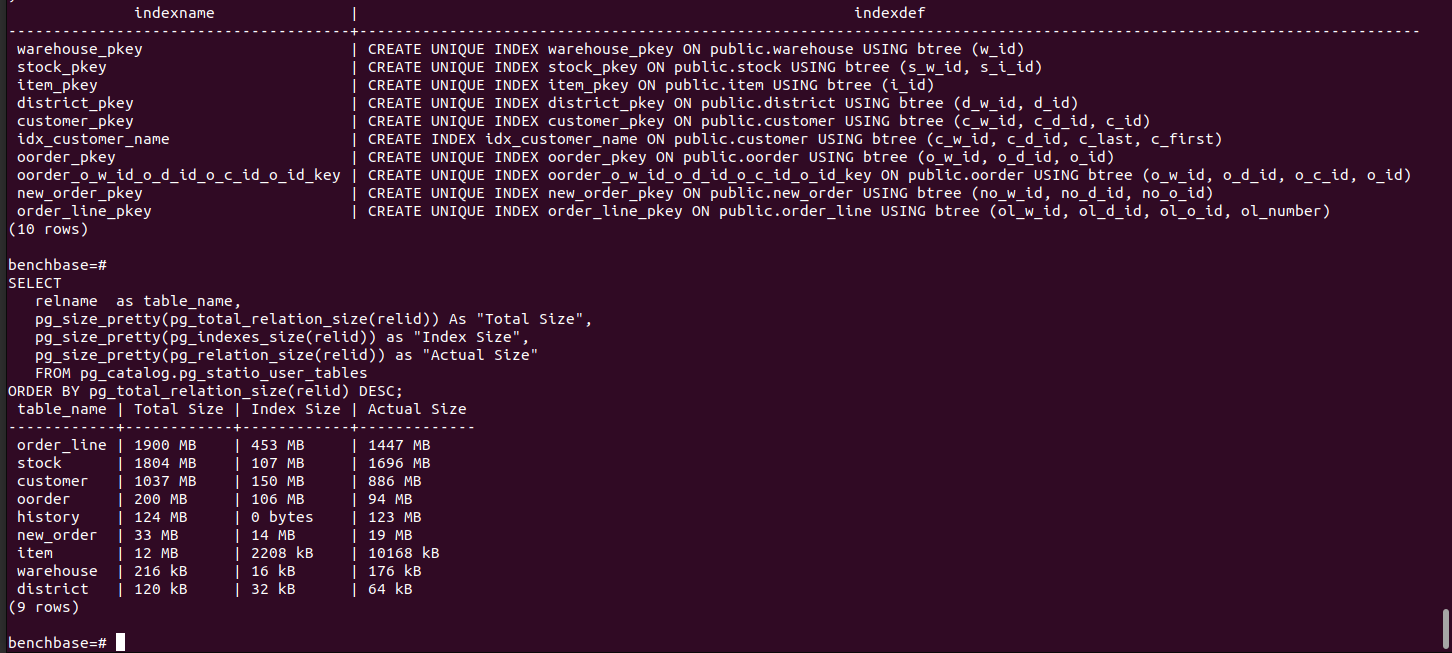 indexname               |                                                       indexdef
--------------------------------------+----------------------------------------------------------------------------------------------------------------------
 warehouse_pkey                       | CREATE UNIQUE INDEX warehouse_pkey ON public.warehouse USING btree (w_id)
 stock_pkey                           | CREATE UNIQUE INDEX stock_pkey ON public.stock USING btree (s_w_id, s_i_id)
 item_pkey                            | CREATE UNIQUE INDEX item_pkey ON public.item USING btree (i_id)
 district_pkey                        | CREATE UNIQUE INDEX district_pkey ON public.district USING btree (d_w_id, d_id)
 customer_pkey                        | CREATE UNIQUE INDEX customer_pkey ON public.customer USING btree (c_w_id, c_d_id, c_id)
 idx_customer_name                    | CREATE INDEX idx_customer_name ON public.customer USING btree (c_w_id, c_d_id, c_last, c_first)
 oorder_pkey                          | CREATE UNIQUE INDEX oorder_pkey ON public.oorder USING btree (o_w_id, o_d_id, o_id)
 oorder_o_w_id_o_d_id_o_c_id_o_id_key | CREATE UNIQUE INDEX oorder_o_w_id_o_d_id_o_c_id_o_id_key ON public.oorder USING btree (o_w_id, o_d_id, o_c_id, o_id)
 new_order_pkey                       | CREATE UNIQUE INDEX new_order_pkey ON public.new_order USING btree (no_w_id, no_d_id, no_o_id)
 order_line_pkey                      | CREATE UNIQUE INDEX order_line_pkey ON public.order_line USING btree (ol_w_id, ol_d_id, ol_o_id, ol_number)
(10 rows)

benchbase=#
SELECT
   relname  as table_name,
   pg_size_pretty(pg_total_relation_size(relid)) As "Total Size",
   pg_size_pretty(pg_indexes_size(relid)) as "Index Size",
   pg_size_pretty(pg_relation_size(relid)) as "Actual Size"
   FROM pg_catalog.pg_statio_user_tables
ORDER BY pg_total_relation_size(relid) DESC;
 table_name | Total Size | Index Size | Actual Size
------------+------------+------------+-------------
 order_line | 1900 MB    | 453 MB     | 1447 MB
 stock      | 1804 MB    | 107 MB     | 1696 MB
 customer   | 1037 MB    | 150 MB     | 886 MB
 oorder     | 200 MB     | 106 MB     | 94 MB
 history    | 124 MB     | 0 bytes    | 123 MB
 new_order  | 33 MB      | 14 MB      | 19 MB
 item       | 12 MB      | 2208 kB    | 10168 kB
 warehouse  | 216 kB     | 16 kB      | 176 kB
 district   | 120 kB     | 32 kB      | 64 kB
(9 rows)

benchbase=#